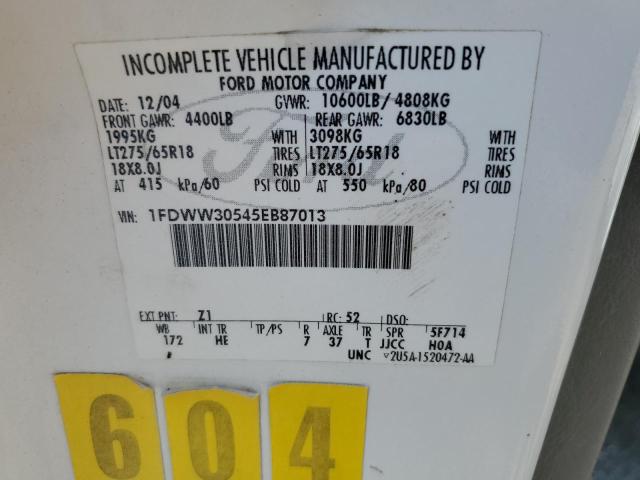 INCOMPLETE VEHICLE MANUFACTURED BY
FORD MOTOR COMPANY
DATE: 12/04 GVWR: 10600LB/ 4808KG
FRONT GAWR: 4400LB REAR GAWR: 6830LB
1995KG WITH 3098KG WITH
LT275/65R18 TIRES LT275/65R18 TIRES
18X8.0J RIMS 18X8.0J RIMS
AT 415 kPa/60 PSI COLD AT 550 kPa/80 PSI COLD
VIN: 1FDWW30545EB87013
EXT PNT: Z1 RC: 52 DSO:
WB INT TR TP/PS R AXLE TR SPR 5F714
172 HE 7 37 T JJCC H0A
UNC 2U5A-1520472-AA
Ford
604